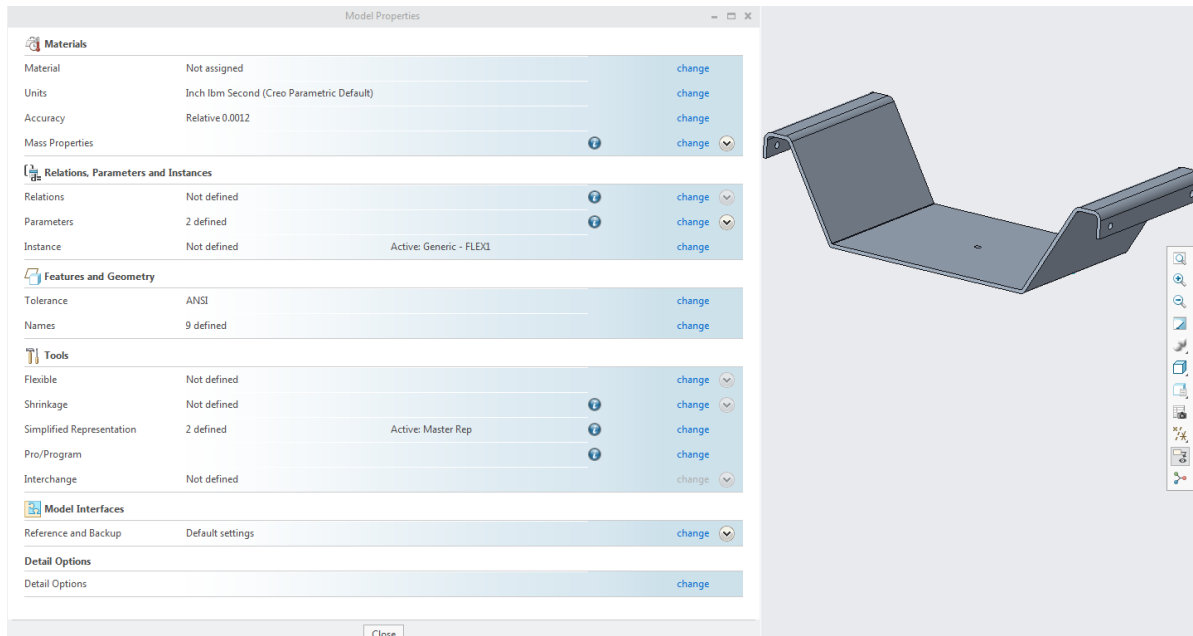 Model Properties
Materials
Material Not assigned change
Units Inch lbm Second (Creo Parametric Default) change
Accuracy Relative 0.0012 change
Mass Properties change
Relations, Parameters and Instances
Relations Not defined change
Parameters 2 defined change
Instance Not defined Active: Generic - FLEX1 change
Features and Geometry
Tolerance ANSI change
Names 9 defined change
Tools
Flexible Not defined change
Shrinkage Not defined change
Simplified Representation 2 defined Active: Master Rep change
Pro/Program change
Interchange Not defined change
Model Interfaces
Reference and Backup Default settings change
Detail Options
Detail Options change
Close